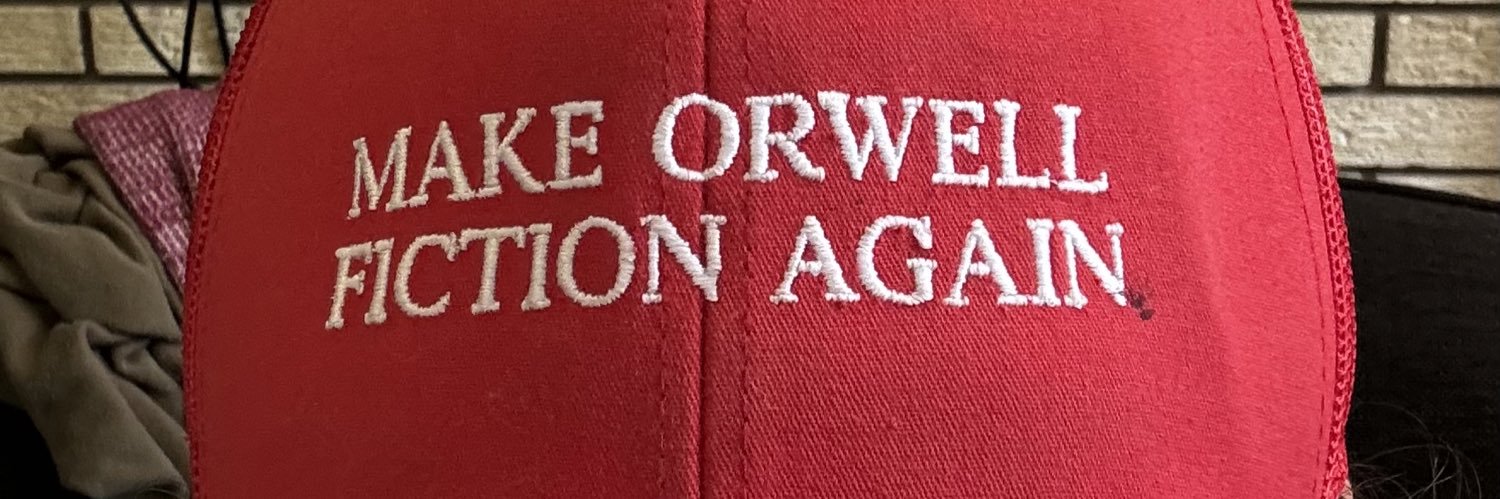 MAKE ORWELL
FICTION AGAIN